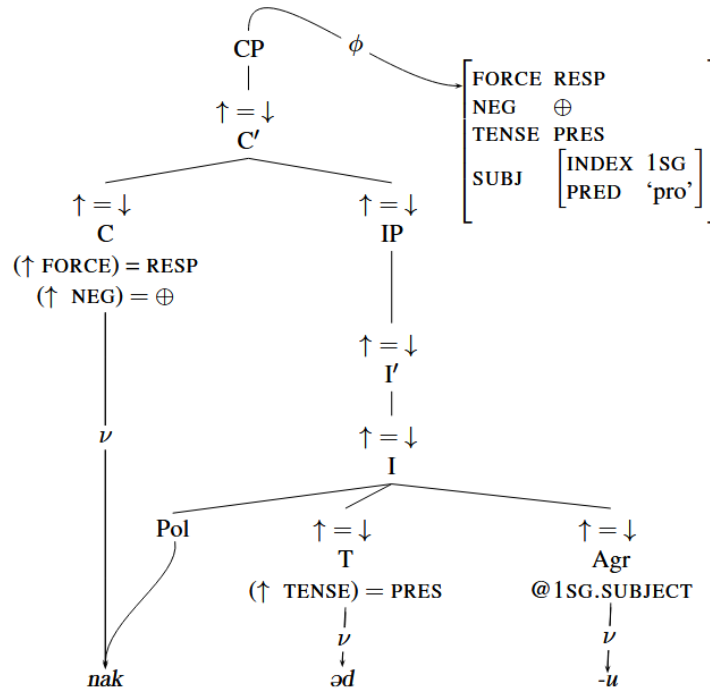 CP
ϕ
FORCE RESP
NEG ⊕
TENSE PRES
SUBJ INDEX 1SG
PRED ‘pro’
↑ = ↓
C′
↑ = ↓ ↑ = ↓
C IP
(↑ FORCE) = RESP
(↑ NEG) = ⊕
↑ = ↓
I′
ν
↑ = ↓
I
Pol ↑ = ↓ ↑ = ↓
T Agr
(↑ TENSE) = PRES @1SG.SUBJECT
ν ν
nak əd -u